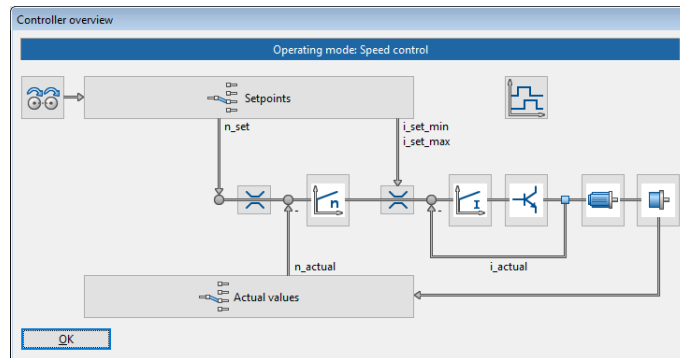 Controller overview
Operating mode: Speed control
Setpoints
n_set
i_set_min
i_set_max
n
I
-
-
n_actual
i_actual
Actual values
OK